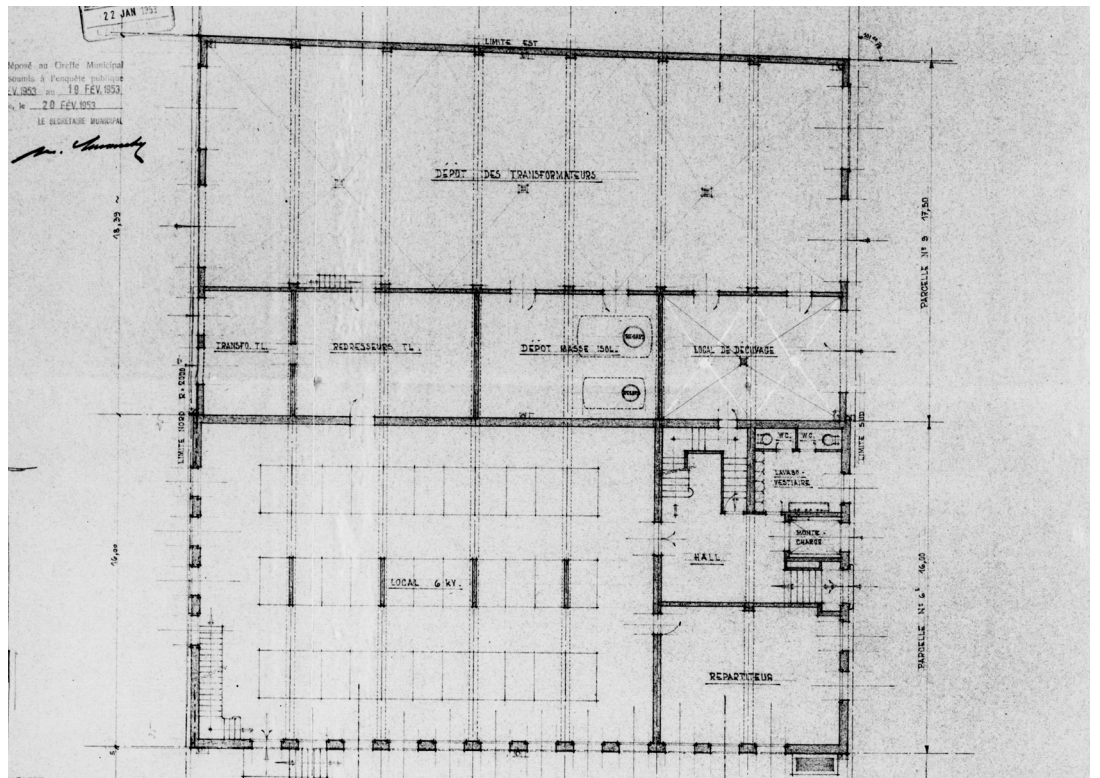 22 JAN 1953
déposé au Greffe Municipal
soumis à l'enquête publique
FÉV. 1953 au 19 FÉV. 1953
le 20 FÉV. 1953
LE SECRÉTAIRE MUNICIPAL
LIMITE EST
DÉPOT DES TRANSFORMATEURS
18,39 ~
PARCELLE N° 9 17,50
TRANSFO. TL.
REDRESSEURS TL.
DÉPOT MASSE ISOL.
LOCAL DE DÉCUVAGE
LIMITE NORD
LIMITE SUD
W.C.
W.C.
LAVABO-
VESTIAIRE
MONTE-
CHARGE
HALL
LOCAL 6 KV.
16,00
PARCELLE N° 6 16,00
REPARTITEUR